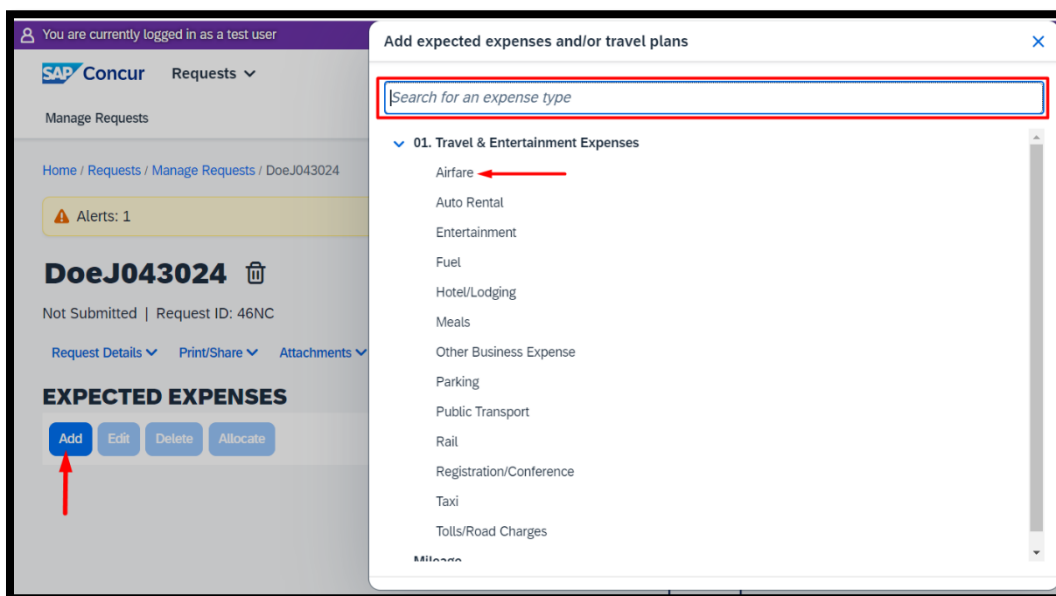 You are currently logged in as a test user
SAP Concur Requests
Manage Requests
Home / Requests / Manage Requests / DoeJ043024
Alerts: 1
DoeJ043024
Not Submitted | Request ID: 46NC
Request Details Print/Share Attachments
EXPECTED EXPENSES
Add Edit Delete Allocate
Add expected expenses and/or travel plans
Search for an expense type
01. Travel & Entertainment Expenses
Airfare
Auto Rental
Entertainment
Fuel
Hotel/Lodging
Meals
Other Business Expense
Parking
Public Transport
Rail
Registration/Conference
Taxi
Tolls/Road Charges
Mileage